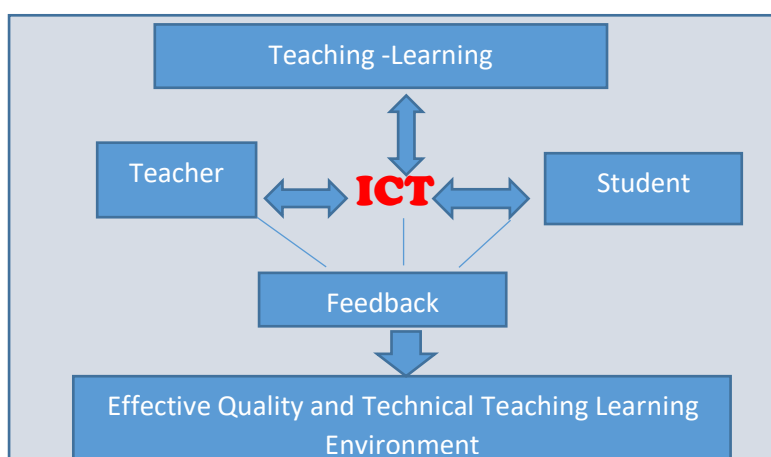 Teaching -Learning
Teacher
ICT
Student
Feedback
Effective Quality and Technical Teaching Learning
Environment